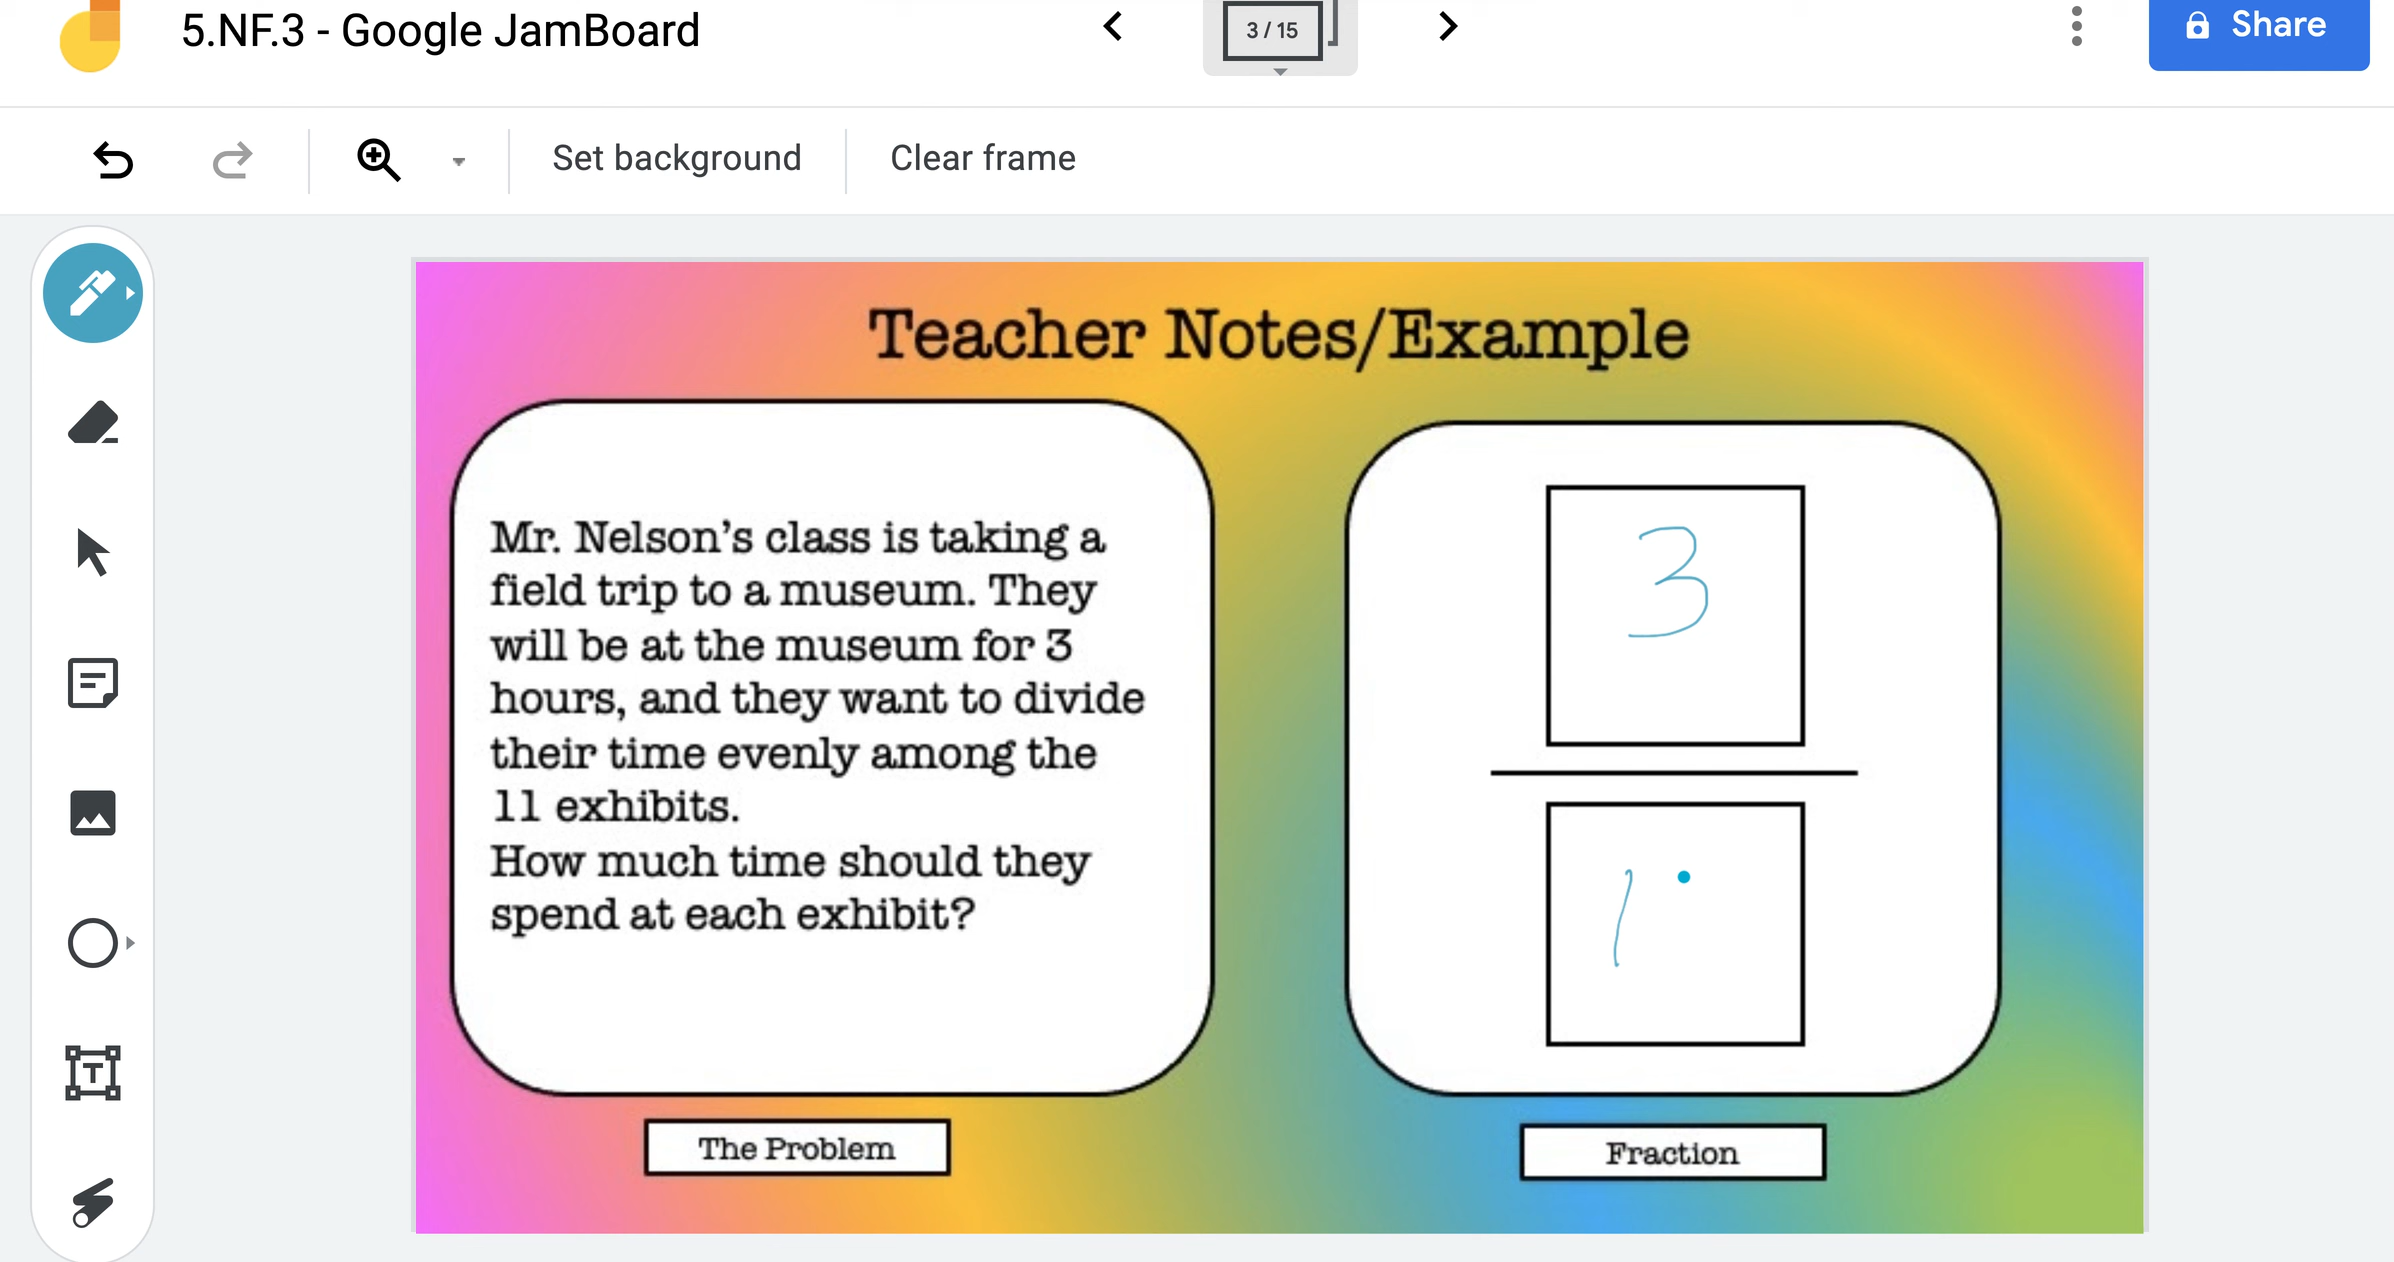 5.NF.3 - Google JamBoard
3 / 15
Share
Set background
Clear frame
Teacher Notes/Example
Mr. Nelson's class is taking a
field trip to a museum. They
will be at the museum for 3
hours, and they want to divide
their time evenly among the
11 exhibits.
How much time should they
spend at each exhibit?
The Problem
3
1
Fraction
T